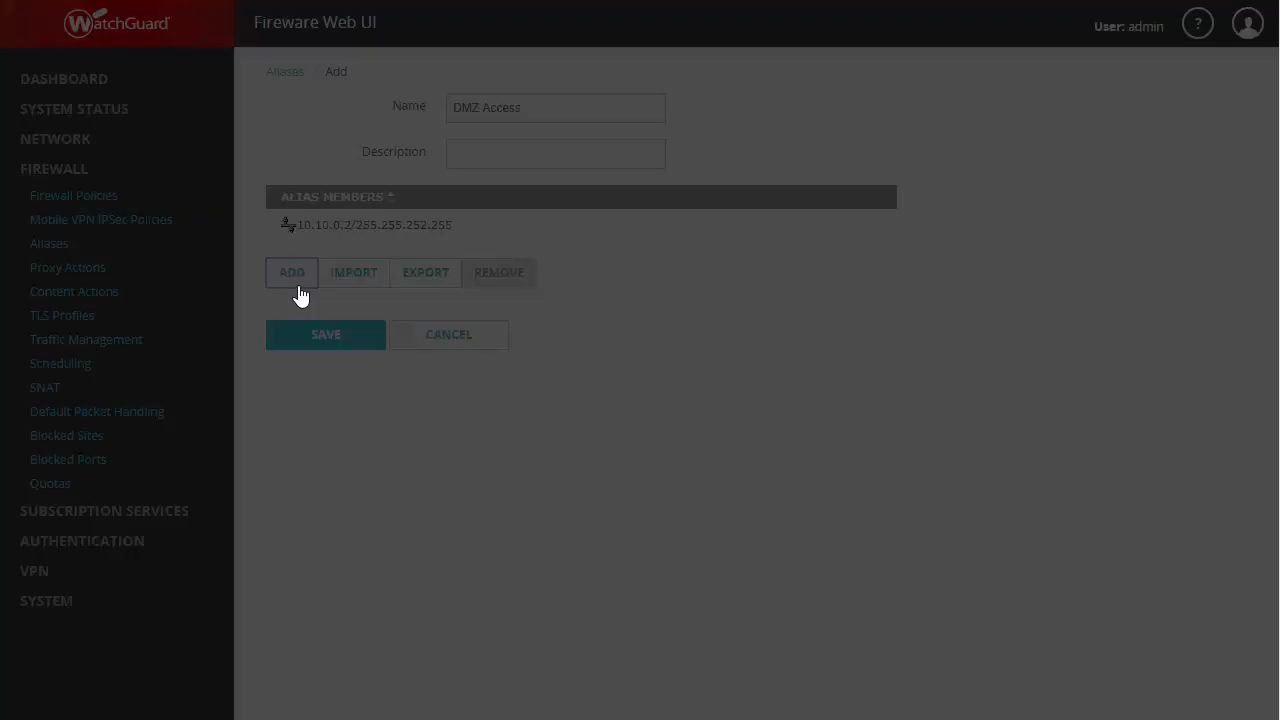 WatchGuard
Fireware Web UI
User: admin
?
DASHBOARD
SYSTEM STATUS
NETWORK
FIREWALL
Firewall Policies
Mobile VPN IPSec Policies
Aliases
Proxy Actions
Content Actions
TLS Profiles
Traffic Management
Scheduling
SNAT
Default Packet Handling
Blocked Sites
Blocked Ports
Quotas
SUBSCRIPTION SERVICES
AUTHENTICATION
VPN
SYSTEM
Aliases Add
Name DMZ Access
Description
ALIAS MEMBERS
10.10.0.2/255.255.252.255
ADD IMPORT EXPORT REMOVE
SAVE CANCEL